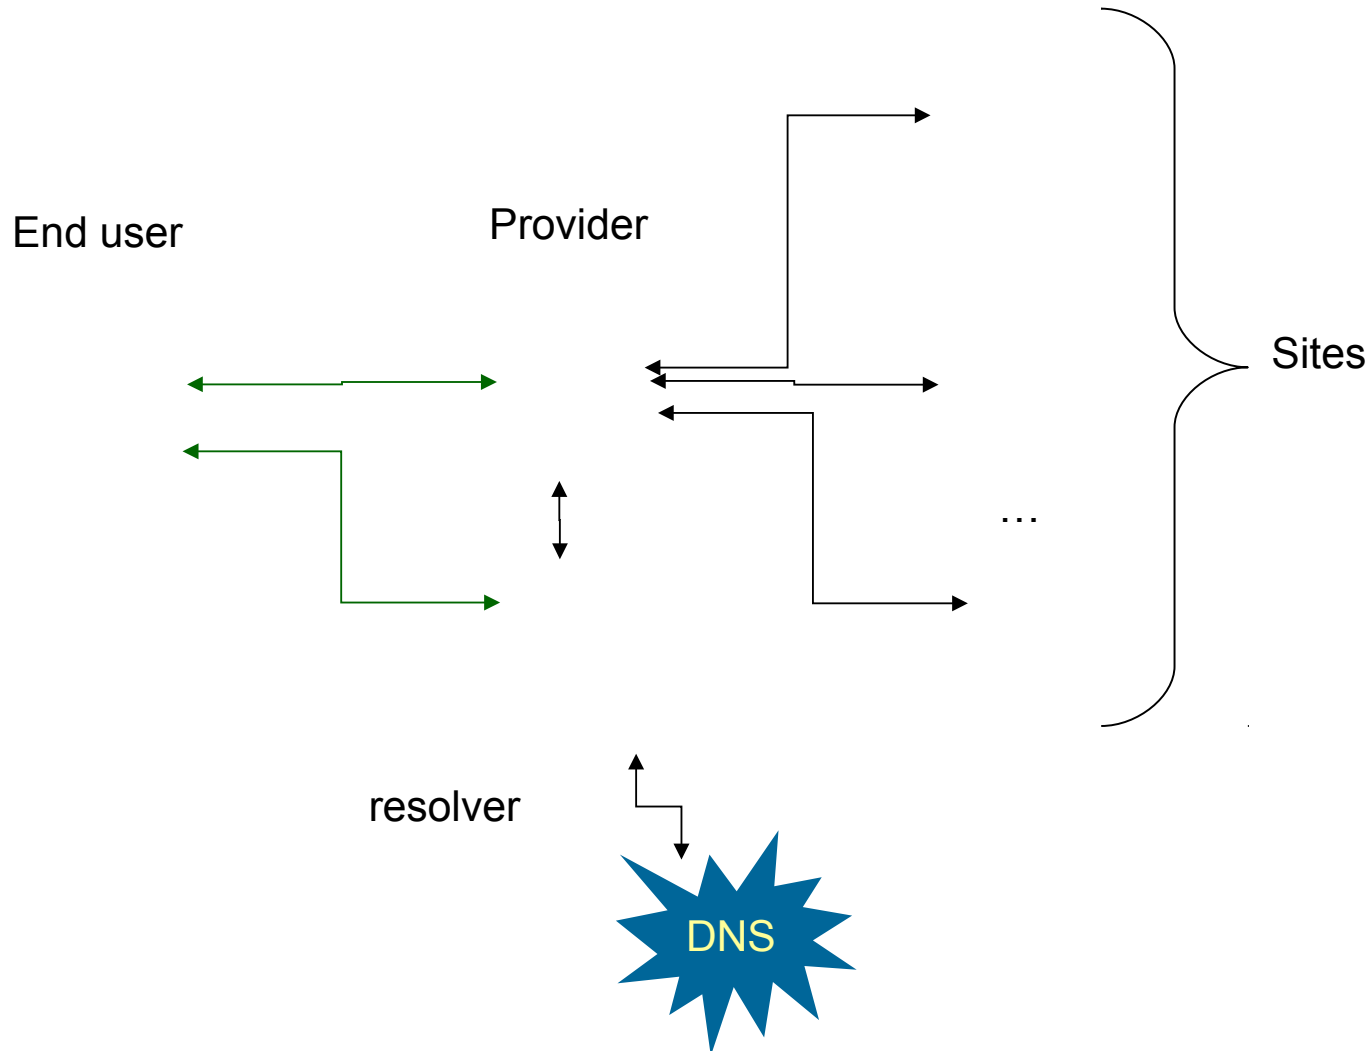 Provider
End user
Sites
…
resolver
DNS